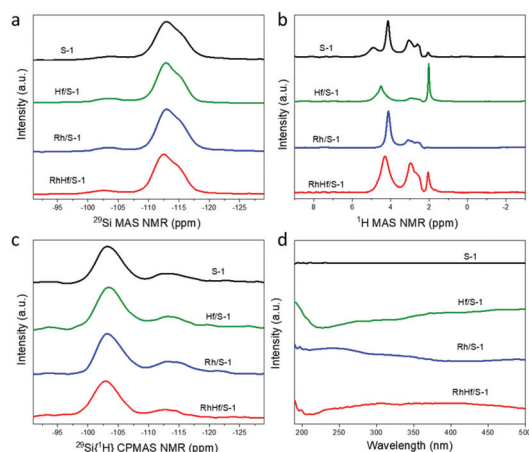 a
S-1
Hf/S-1
Rh/S-1
RhHf/S-1
Intensity (a.u.)
-95 -100 -105 -110 -115 -120 -125
²⁹Si MAS NMR (ppm)
b
S-1
Hf/S-1
Rh/S-1
RhHf/S-1
Intensity (a.u.)
8 6 4 2 0 -2
¹H MAS NMR (ppm)
c
S-1
Hf/S-1
Rh/S-1
RhHf/S-1
Intensity (a.u.)
-95 -100 -105 -110 -115 -120 -125
²⁹Si{¹H} CPMAS NMR (ppm)
d
S-1
Hf/S-1
Rh/S-1
RhHf/S-1
Intensity (a.u.)
200 250 300 350 400 450 500
Wavelength (nm)